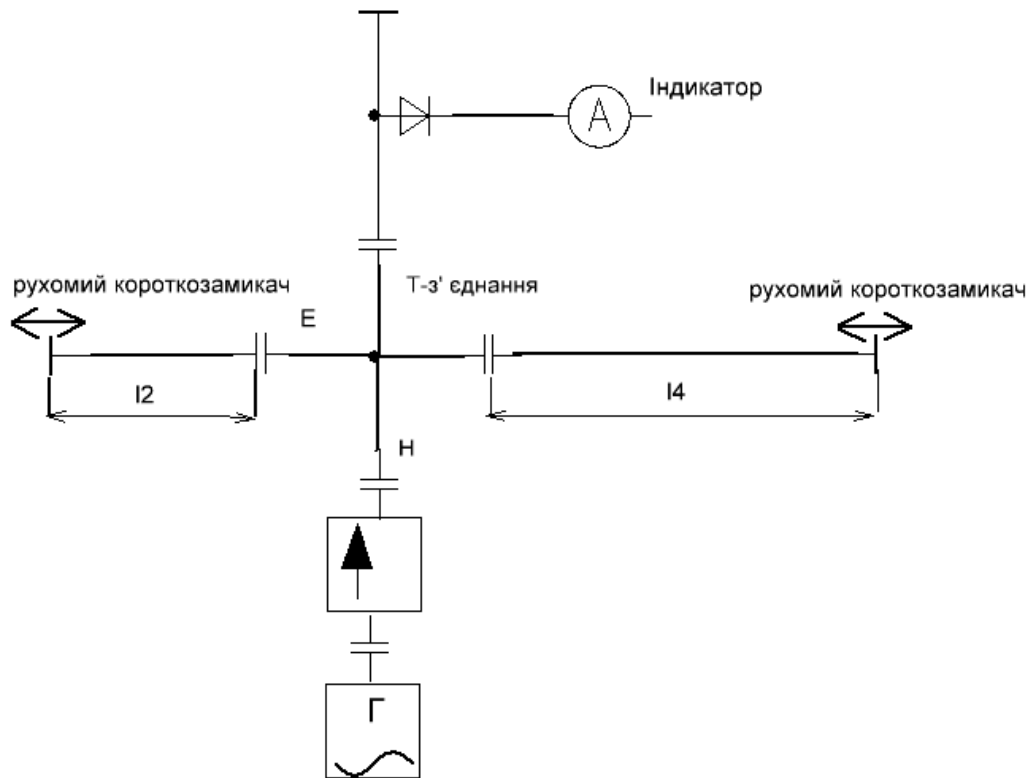 Індикатор
А
Т-з' єднання
рухомий короткозамикач
рухомий короткозамикач
Е
l2
l4
Н
Г